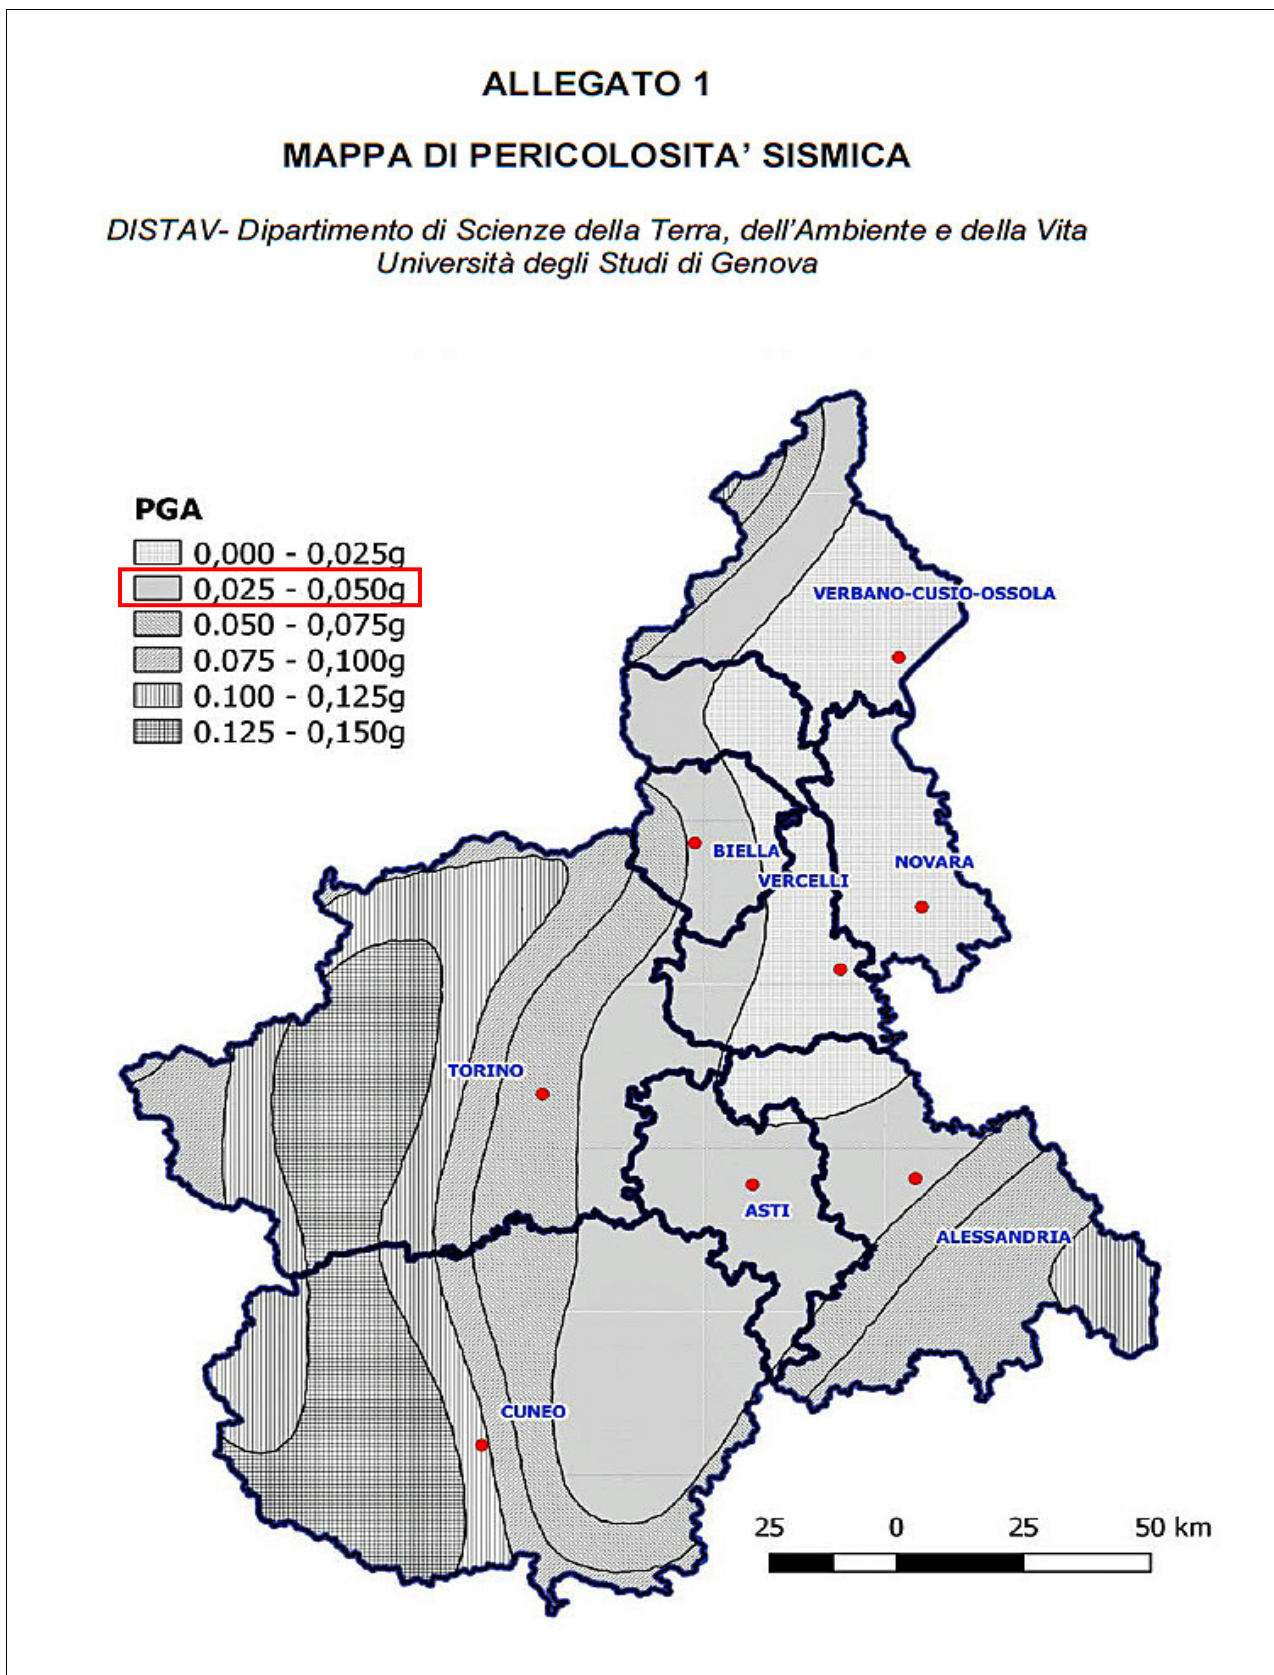 ALLEGATO 1
MAPPA DI PERICOLOSITA' SISMICA
DISTAV- Dipartimento di Scienze della Terra, dell'Ambiente e della Vita
Università degli Studi di Genova
PGA
0,000 - 0,025g
0,025 - 0,050g
0.050 - 0,075g
0.075 - 0,100g
0.100 - 0,125g
0.125 - 0,150g
VERBANO-CUSIO-OSSOLA
BIELLA
NOVARA
VERCELLI
TORINO
ASTI
ALESSANDRIA
CUNEO
25 0 25 50 km